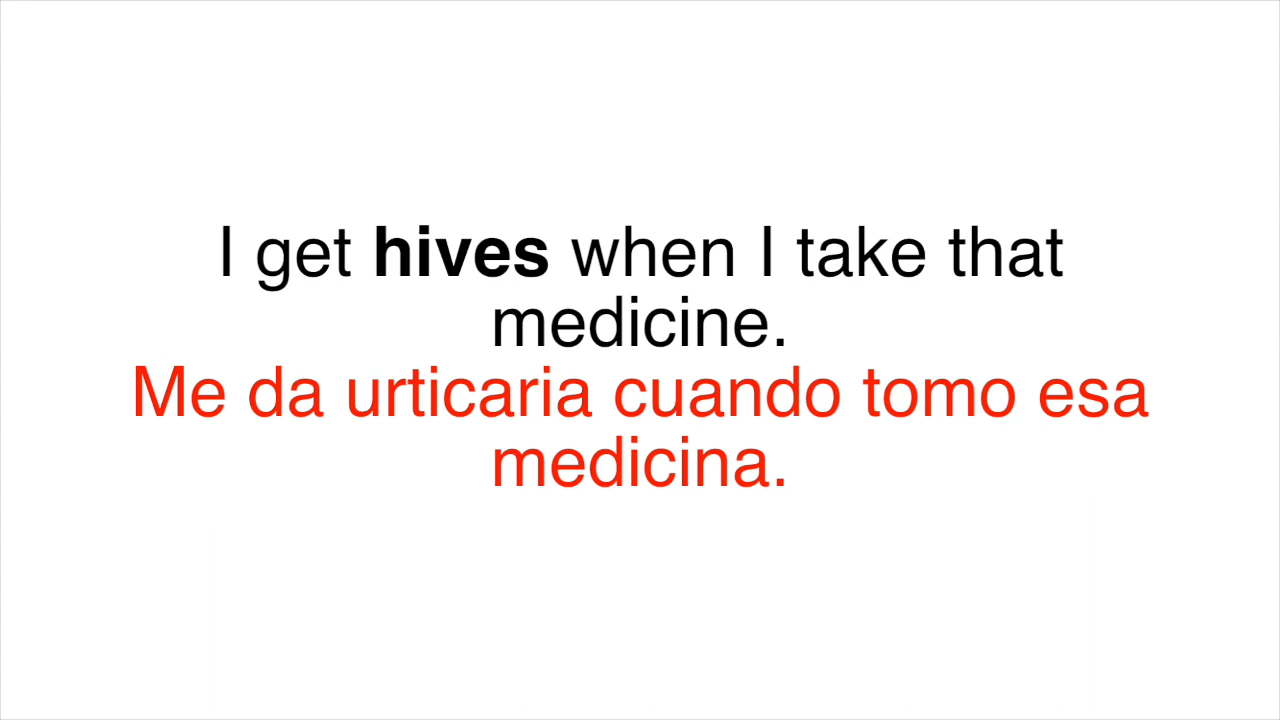 I get hives when I take that
medicine.
Me da urticaria cuando tomo esa
medicina.